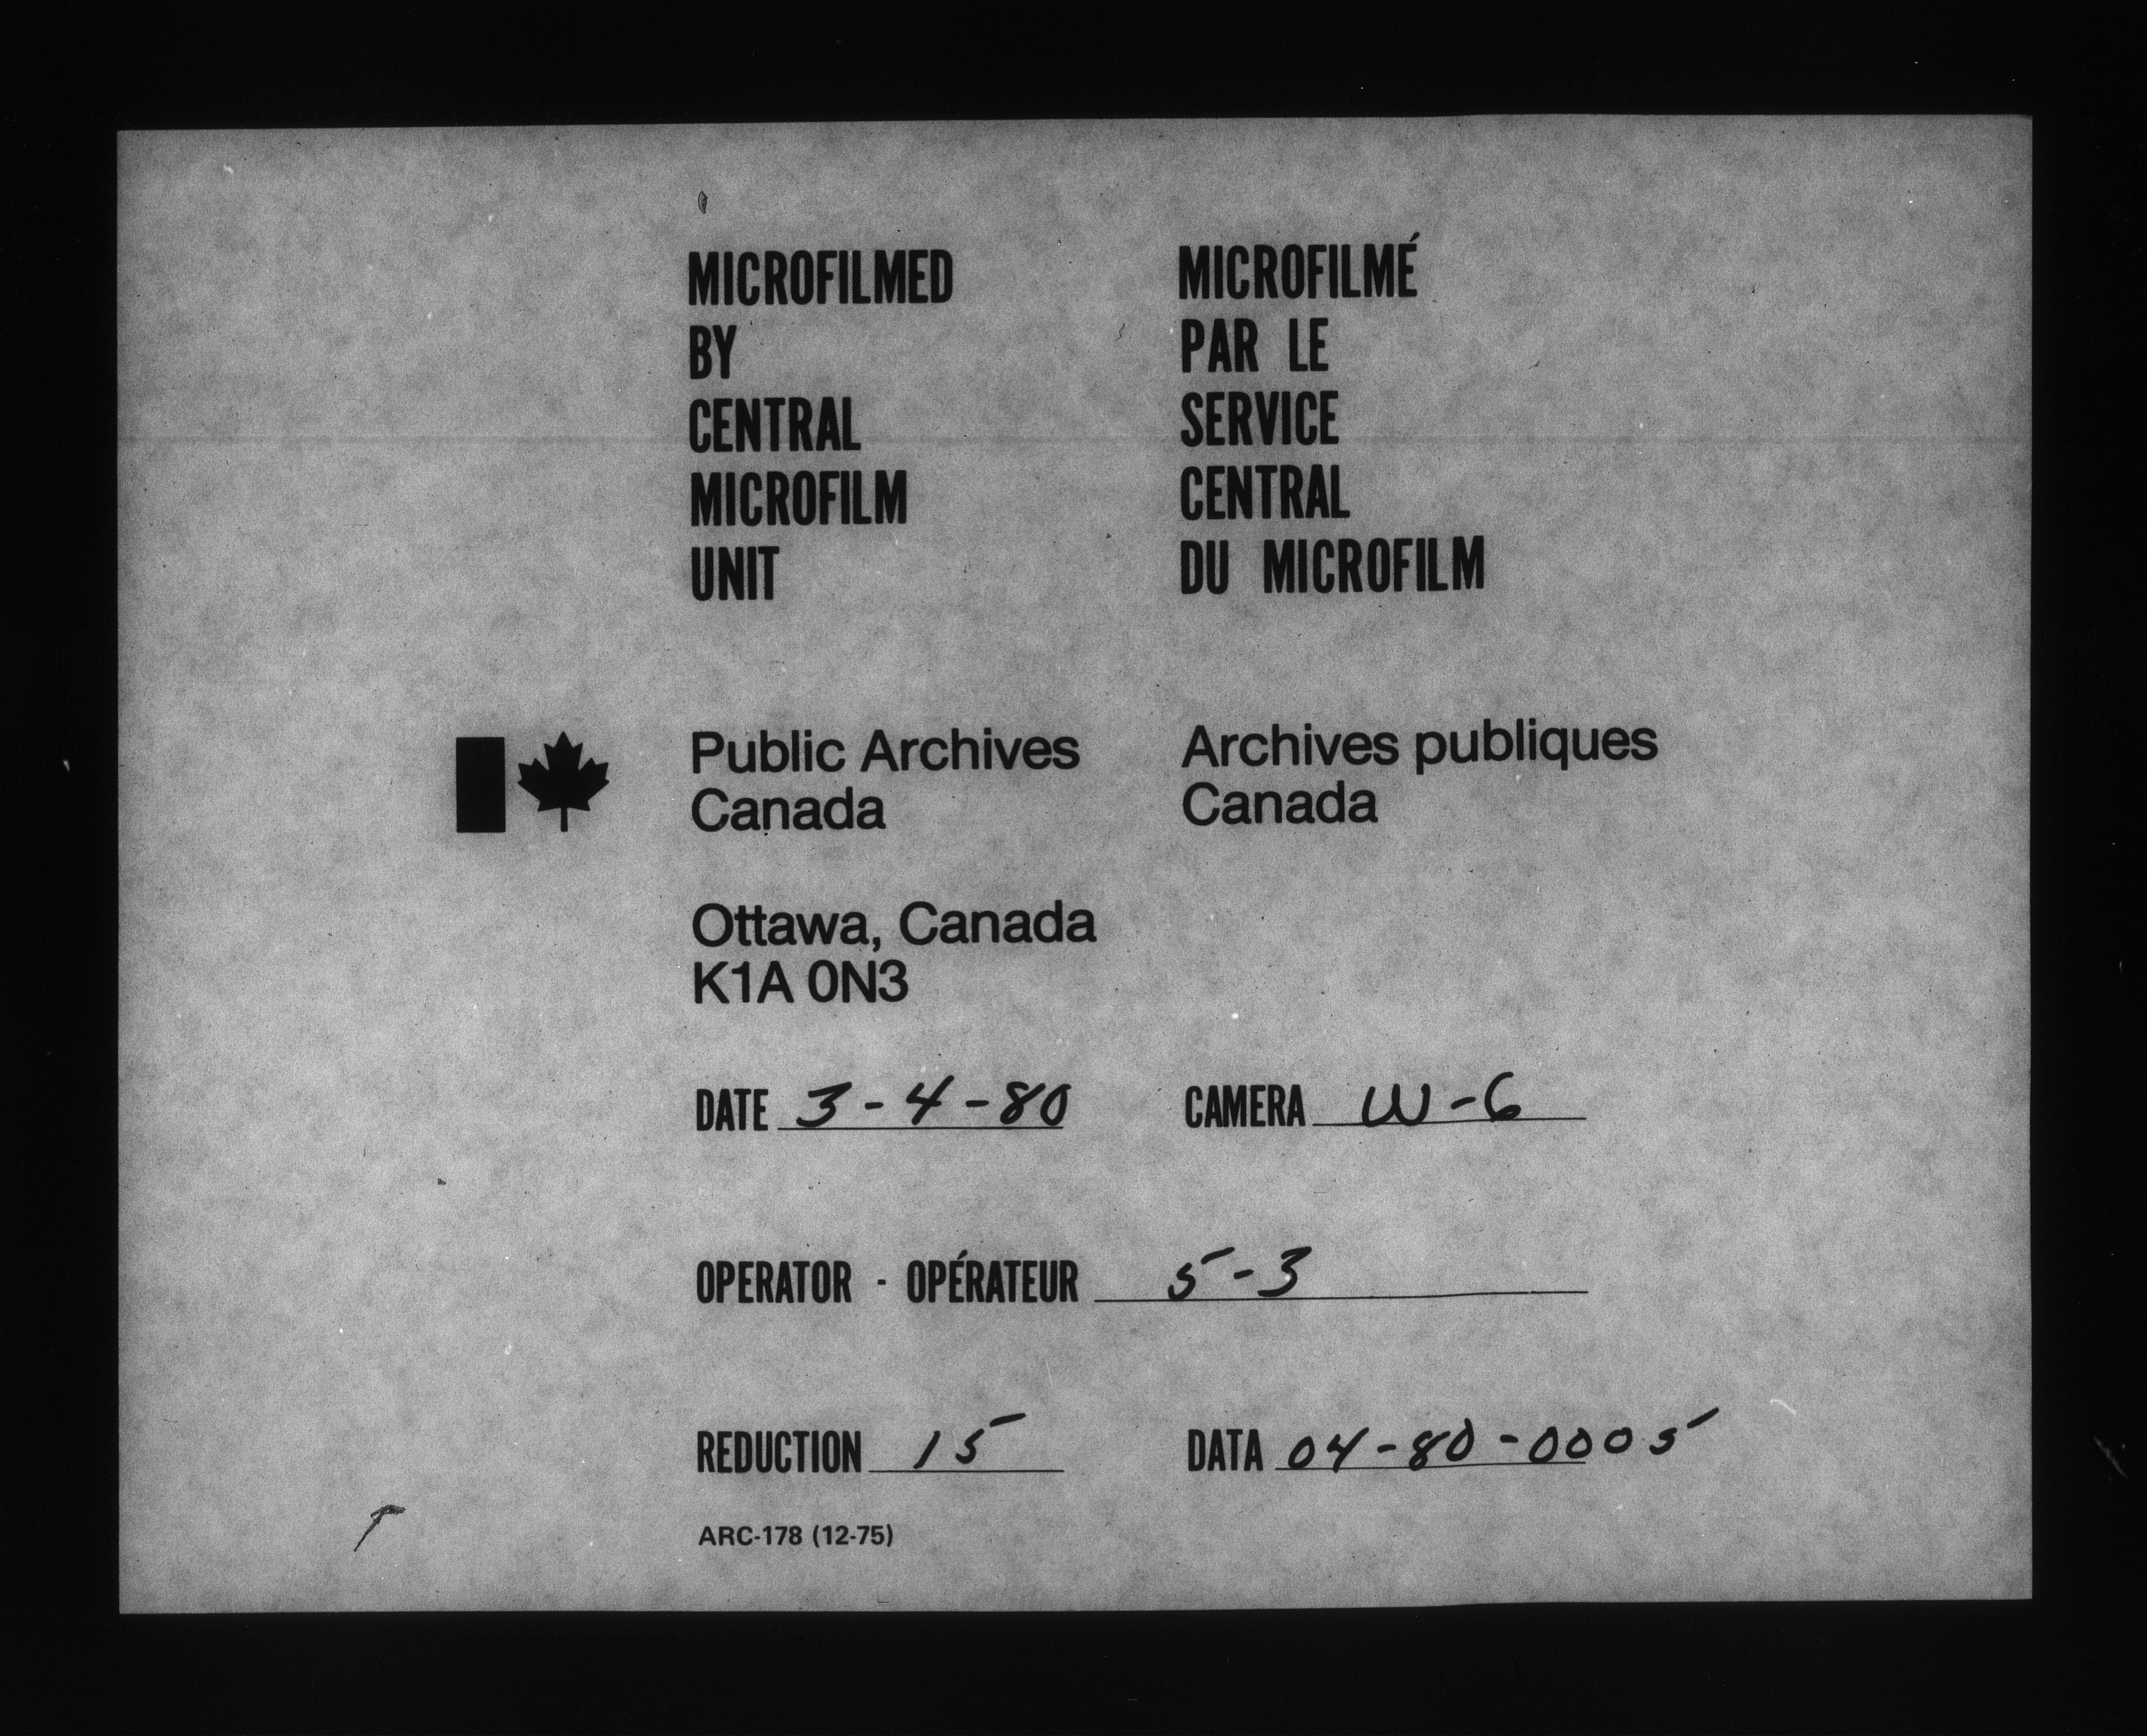 MICROFILMED
BY
CENTRAL
MICROFILM
UNIT
MICROFILMÉ
PAR LE
SERVICE
CENTRAL
DU MICROFILM
Public Archives
Canada
Archives publiques
Canada
Ottawa, Canada
K1A 0N3
DATE 3-4-80
CAMERA W-6
OPERATOR - OPÉRATEUR 5-3
REDUCTION 15
DATA 04-80-0005
ARC-178 (12-75)